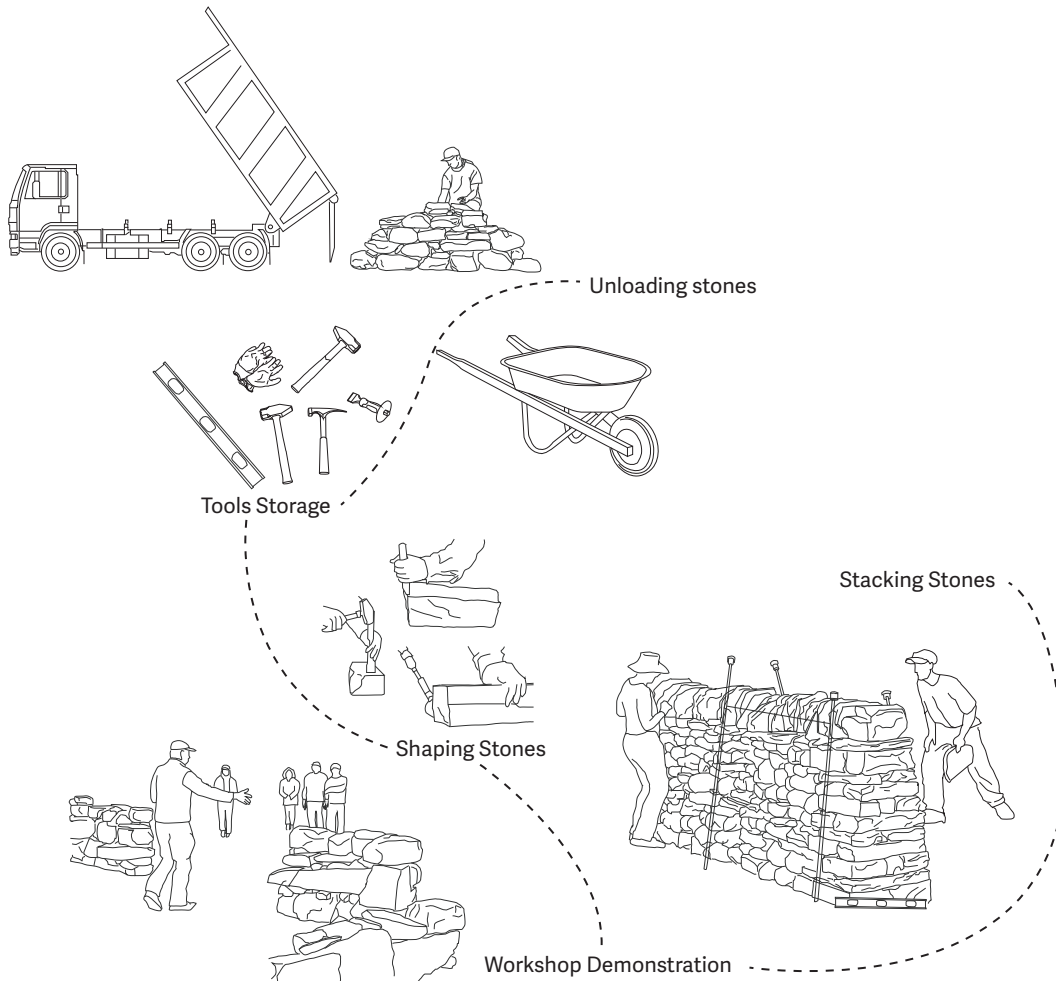 Unloading stones
Tools Storage
Stacking Stones
Shaping Stones
Workshop Demonstration